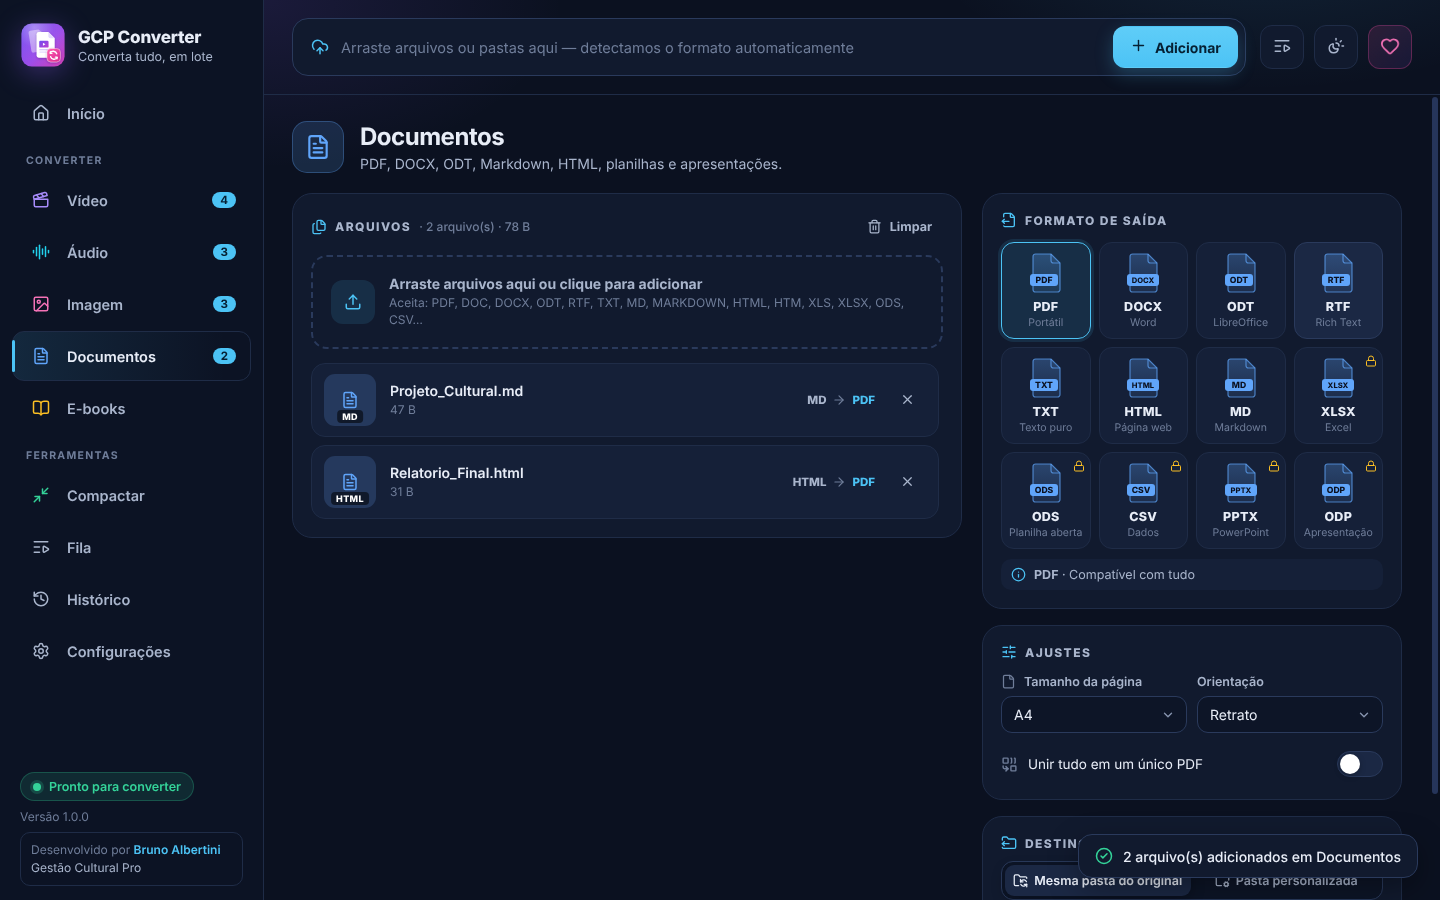 GCP Converter
Converta tudo, em lote
Início
CONVERTER
Vídeo 4
Áudio 3
Imagem 3
Documentos 2
E-books
FERRAMENTAS
Compactar
Fila
Histórico
Configurações
Pronto para converter
Versão 1.0.0
Desenvolvido por Bruno Albertini
Gestão Cultural Pro
Arraste arquivos ou pastas aqui — detectamos o formato automaticamente
Adicionar
Documentos
PDF, DOCX, ODT, Markdown, HTML, planilhas e apresentações.
ARQUIVOS · 2 arquivo(s) · 78 B
Limpar
Arraste arquivos aqui ou clique para adicionar
Aceita: PDF, DOC, DOCX, ODT, RTF, TXT, MD, MARKDOWN, HTML, HTM, XLS, XLSX, ODS,
CSV...
MD
Projeto_Cultural.md
47 B
MD → PDF
HTML
Relatorio_Final.html
31 B
HTML → PDF
FORMATO DE SAÍDA
PDF DOCX ODT RTF
PDF DOCX ODT RTF
Portátil Word LibreOffice Rich Text
TXT HTML MD XLSX
TXT HTML MD XLSX
Texto puro Página web Markdown Excel
ODS CSV PPTX ODP
ODS CSV PPTX ODP
Planilha aberta Dados PowerPoint Apresentação
PDF · Compatível com tudo
AJUSTES
Tamanho da página Orientação
A4 Retrato
Unir tudo em um único PDF
DESTIN
2 arquivo(s) adicionados em Documentos
Mesma pasta do original Pasta personalizada